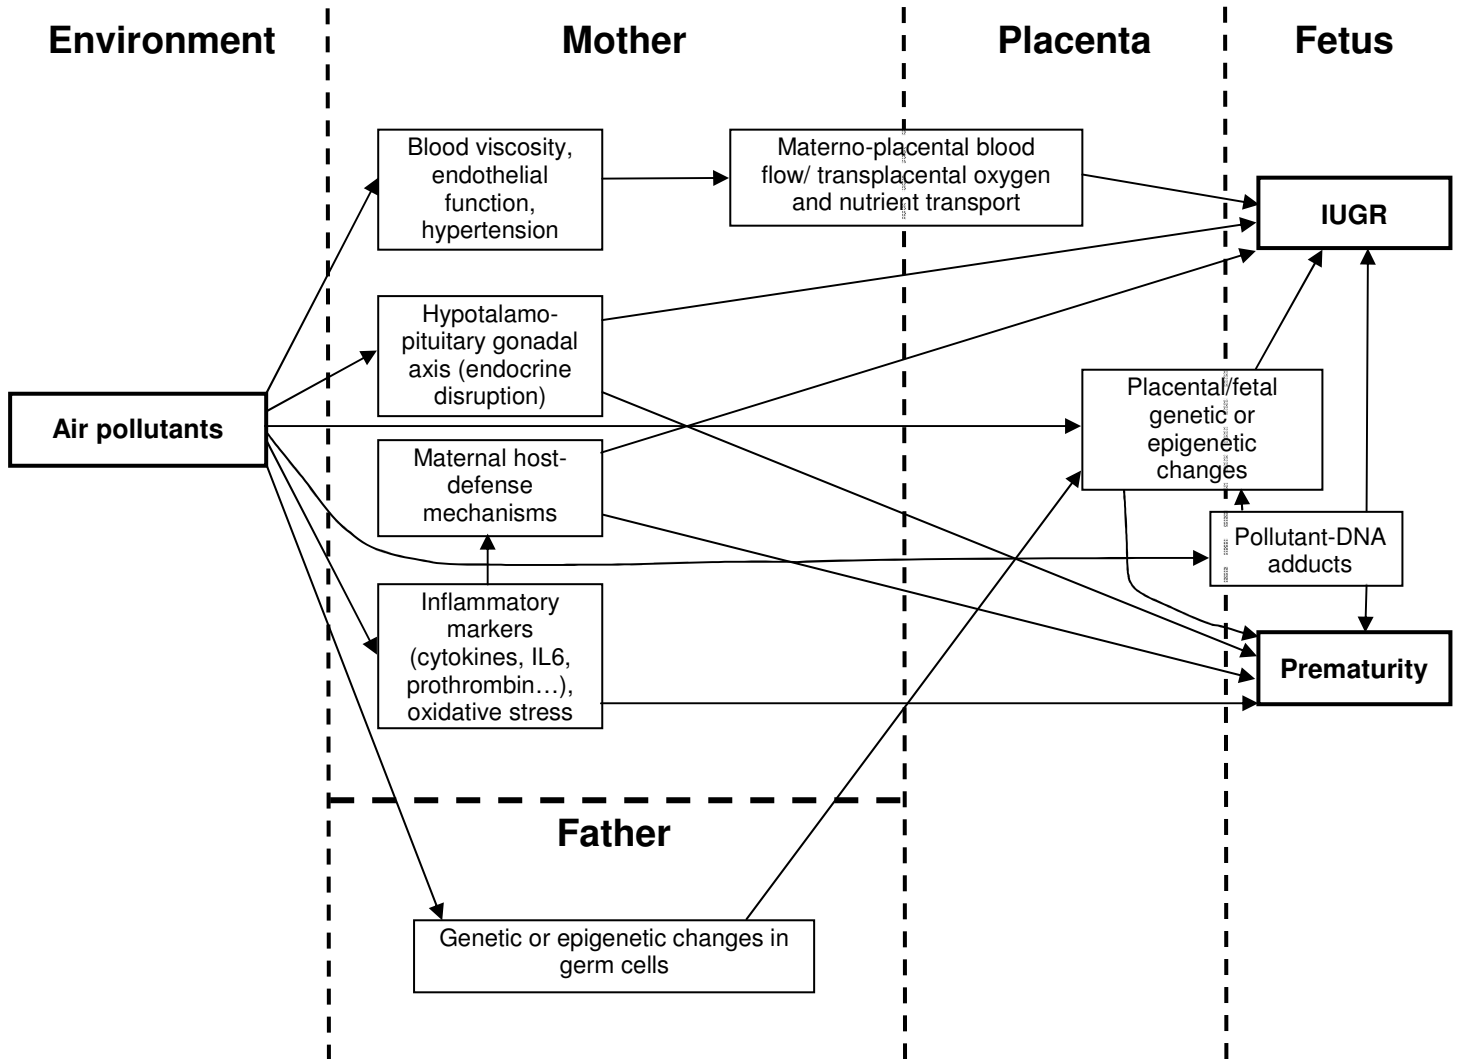 Environment
Mother
Placenta
Fetus
Blood viscosity,
endothelial
function,
hypertension
Materno-placental blood
flow/ transplacental oxygen
and nutrient transport
IUGR
Hypotalamo-
pituitary gonadal
axis (endocrine
disruption)
Air pollutants
Placental/fetal
genetic or
epigenetic
changes
Maternal host-
defense
mechanisms
Pollutant-DNA
adducts
Inflammatory
markers
(cytokines, IL6,
prothrombin…),
oxidative stress
Prematurity
Father
Genetic or epigenetic changes in
germ cells